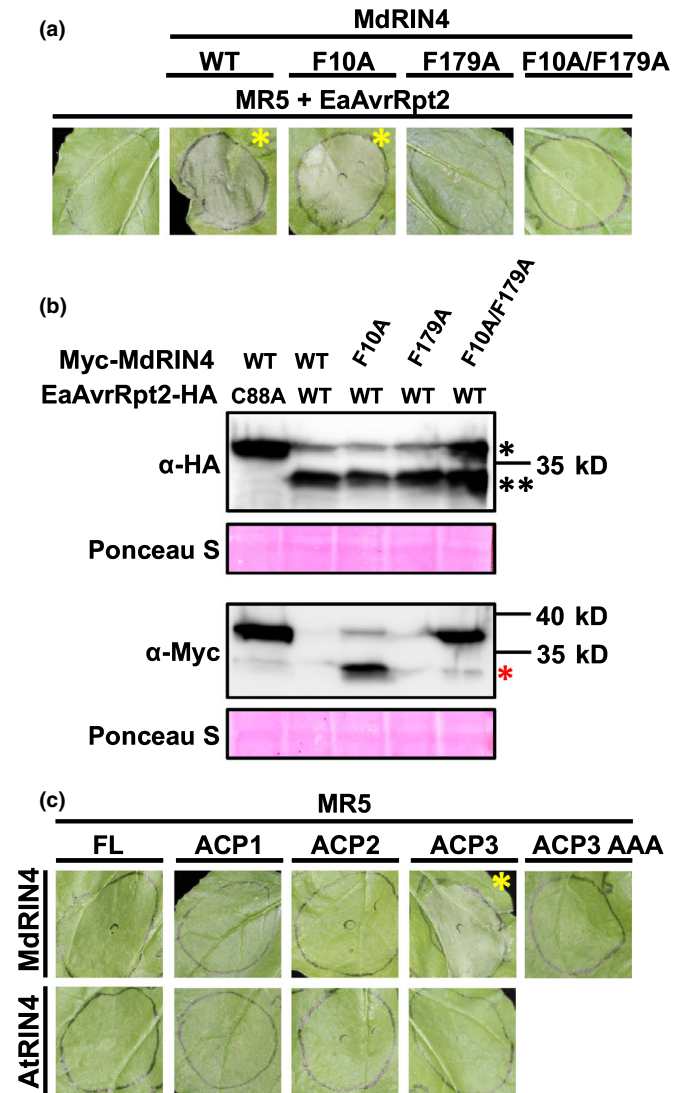 (a)
MdRIN4
WT F10A F179A F10A/F179A
MR5 + EaAvrRpt2
* *
(b)
Myc-MdRIN4 WT WT F10A F179A F10A/F179A
EaAvrRpt2-HA C88A WT WT WT WT
α-HA * 35 kD **
Ponceau S
α-Myc 40 kD 35 kD *
Ponceau S
(c)
MR5
FL ACP1 ACP2 ACP3 ACP3 AAA
MdRIN4 *
AtRIN4